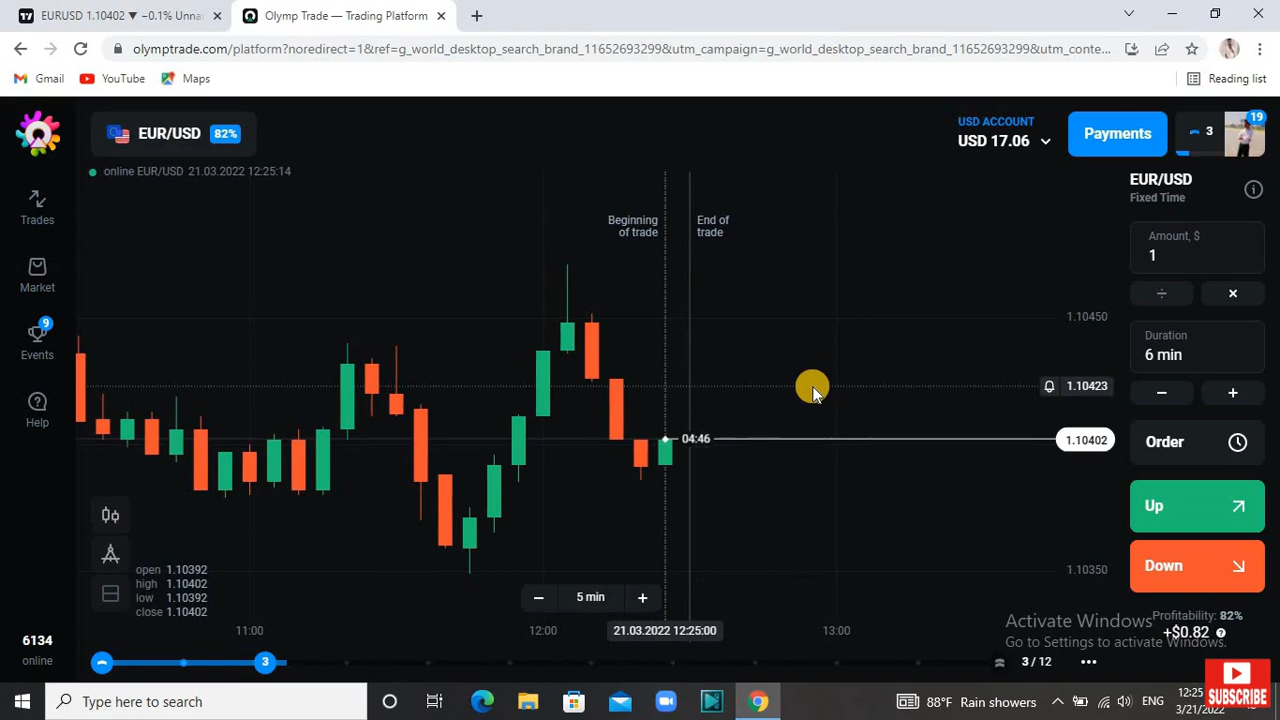 EURUSD 1.10402 ▼ −0.1% Unna
Olymp Trade — Trading Platform
olymptrade.com/platform?noredirect=1&ref=g_world_desktop_search_brand_11652693299&utm_campaign=g_world_desktop_search_brand_11652693299&utm_conte...
Gmail
YouTube
Maps
Reading list
EUR/USD 82%
USD ACCOUNT
USD 17.06
Payments
3
19
online EUR/USD 21.03.2022 12:25:14
Trades
Market
9
Events
Help
6134
online
Beginning
of trade
End of
trade
04:46
1.10450
1.10423
1.10402
1.10350
open 1.10392
high 1.10402
low 1.10392
close 1.10402
5 min
11:00
12:00
21.03.2022 12:25:00
13:00
3
3 / 12
EUR/USD
Fixed Time
Amount, $
1
÷ ×
Duration
6 min
− +
Order
Up
Down
Profitability: 82%
+$0.82
Activate Windows
Go to Settings to activate Windows.
SUBSCRIBE
Type here to search
88°F Rain showers
ENG
12:25
3/21/2022